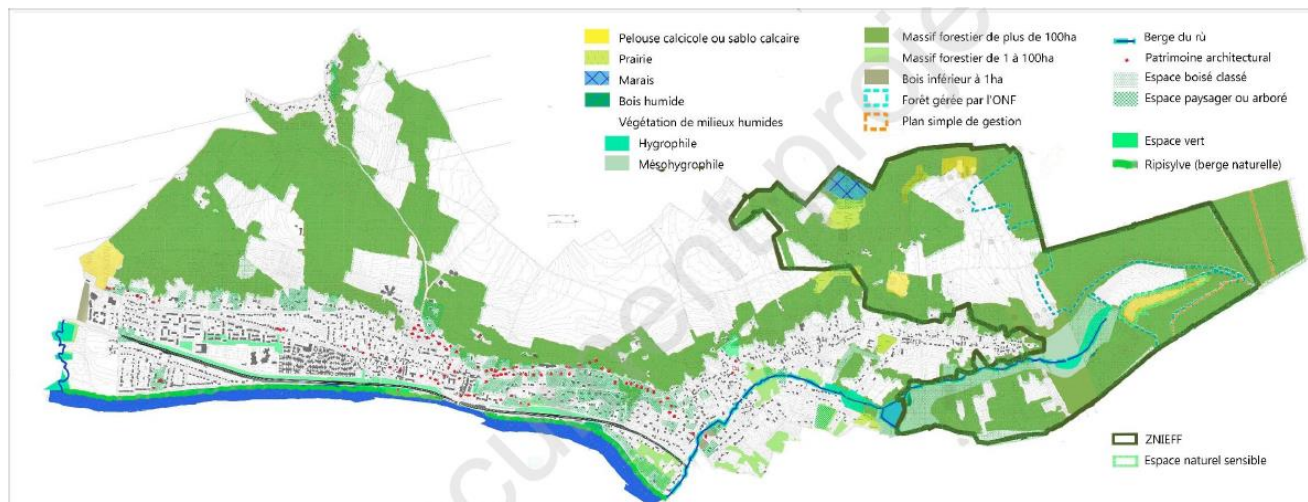 Pelouse calcicole ou sablo calcaire
Prairie
Marais
Bois humide
Végétation de milieux humides
Hygrophile
Mésohygrophile
Massif forestier de plus de 100ha
Massif forestier de 1 à 100ha
Bois inférieur à 1ha
Forêt gérée par l'ONF
Plan simple de gestion
Berge du rù
Patrimoine architectural
Espace boisé classé
Espace paysager ou arboré
Espace vert
Ripisylve (berge naturelle)
ZNIEFF
Espace naturel sensible
cument proje